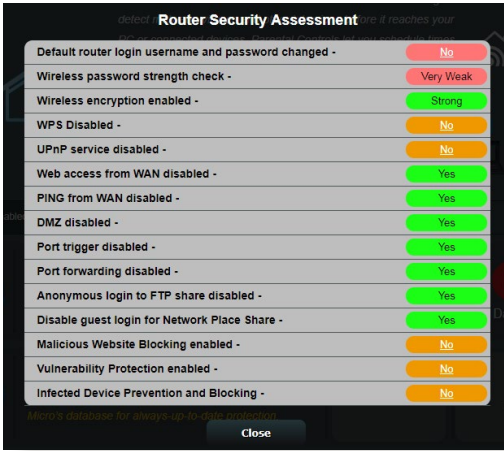 detect
it reaches your
Router Security Assessment
Default router login username and password changed - No
Wireless password strength check - Very Weak
Wireless encryption enabled - Strong
WPS Disabled - No
UPnP service disabled - No
Web access from WAN disabled - Yes
PING from WAN disabled - Yes
DMZ disabled - Yes
Port trigger disabled - Yes
Port forwarding disabled - Yes
Anonymous login to FTP share disabled - Yes
Disable guest login for Network Place Share - Yes
Malicious Website Blocking enabled - No
Vulnerability Protection enabled - No
Infected Device Prevention and Blocking - No
Micro's database for always-up-to-date protection.
Close